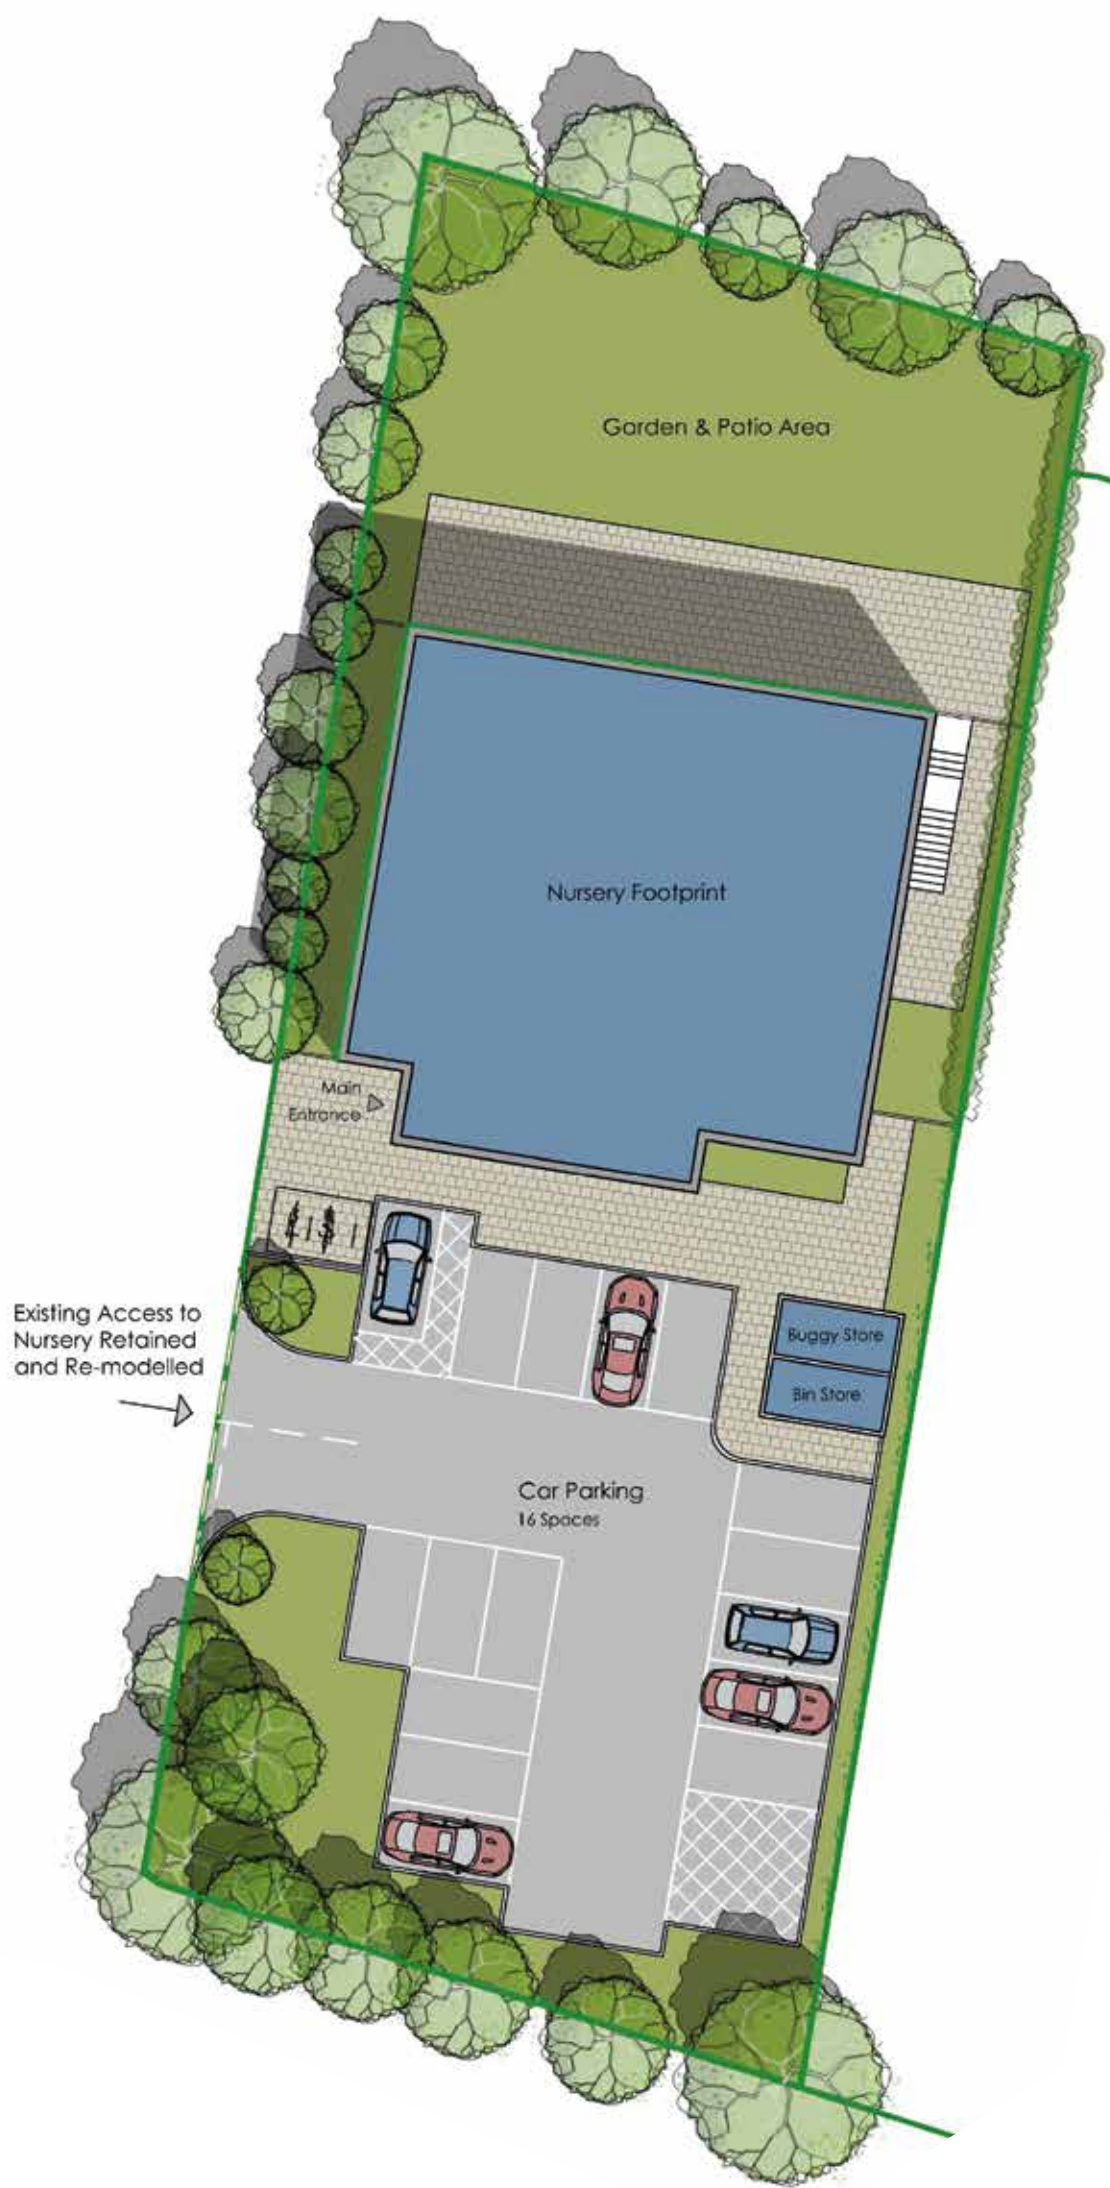 Garden & Patio Area
Nursery Footprint
Main
Entrance
Existing Access to
Nursery Retained
and Re-modelled
Buggy Store
Bin Store
Car Parking
16 Spaces